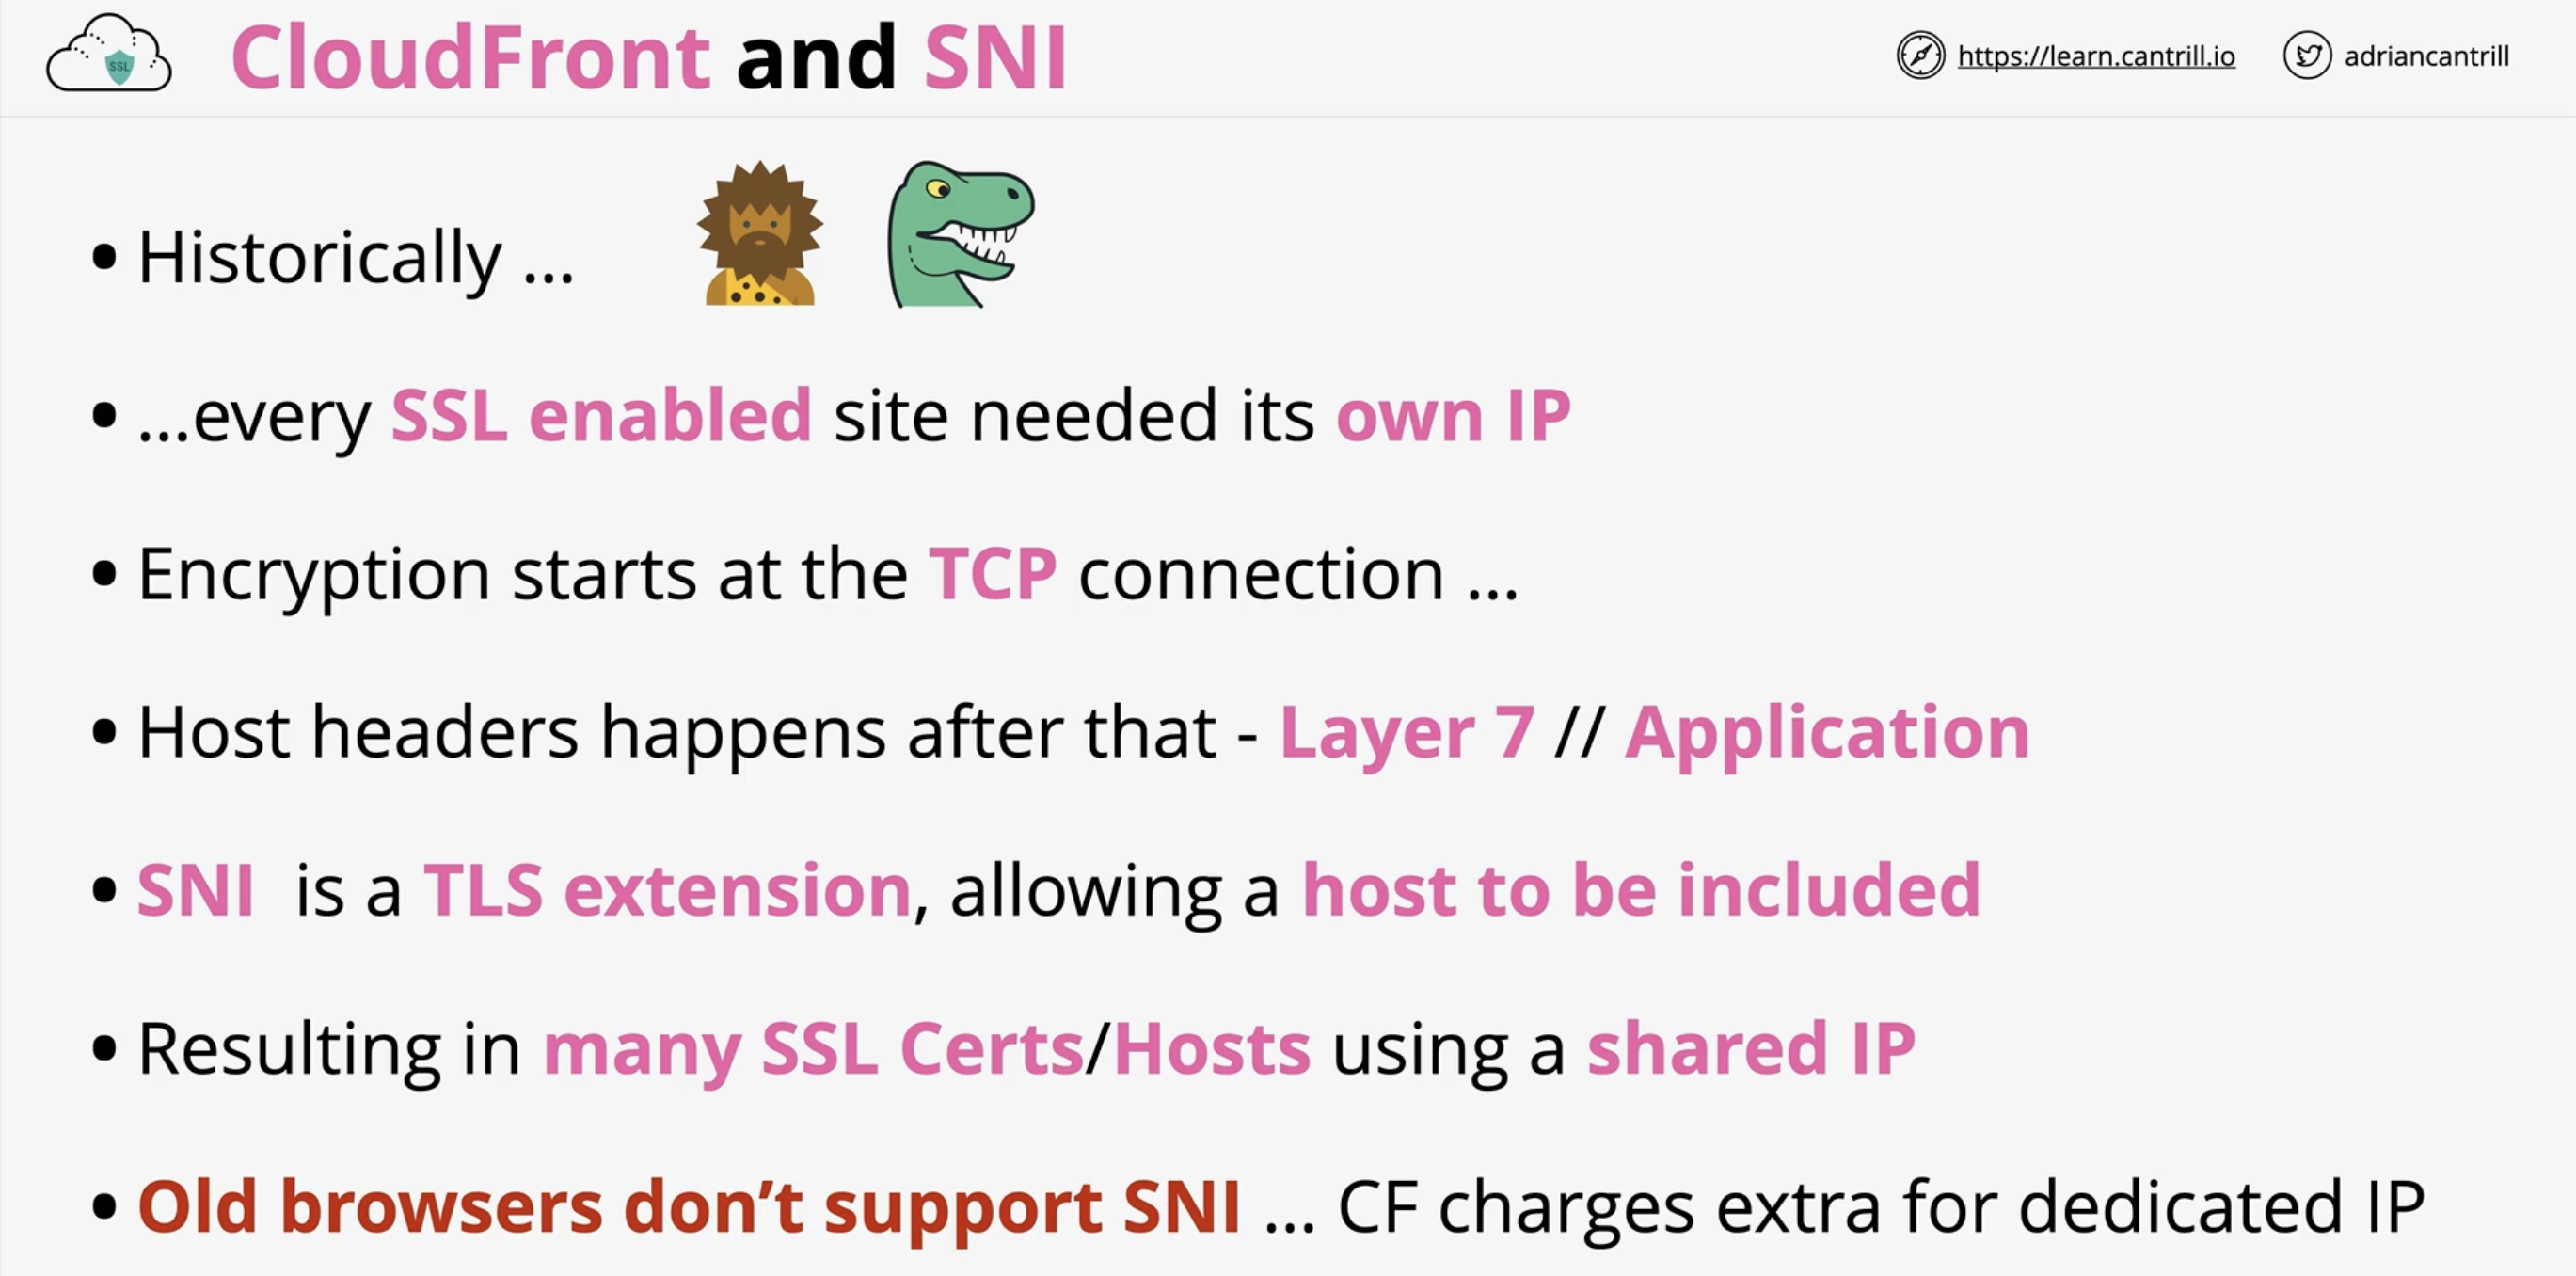 SSL
CloudFront and SNI
https://learn.cantrill.io
adriancantrill
• Historically ...
• ...every SSL enabled site needed its own IP
• Encryption starts at the TCP connection ...
• Host headers happens after that - Layer 7 // Application
• SNI  is a TLS extension, allowing a host to be included
• Resulting in many SSL Certs/Hosts using a shared IP
• Old browsers don’t support SNI ... CF charges extra for dedicated IP